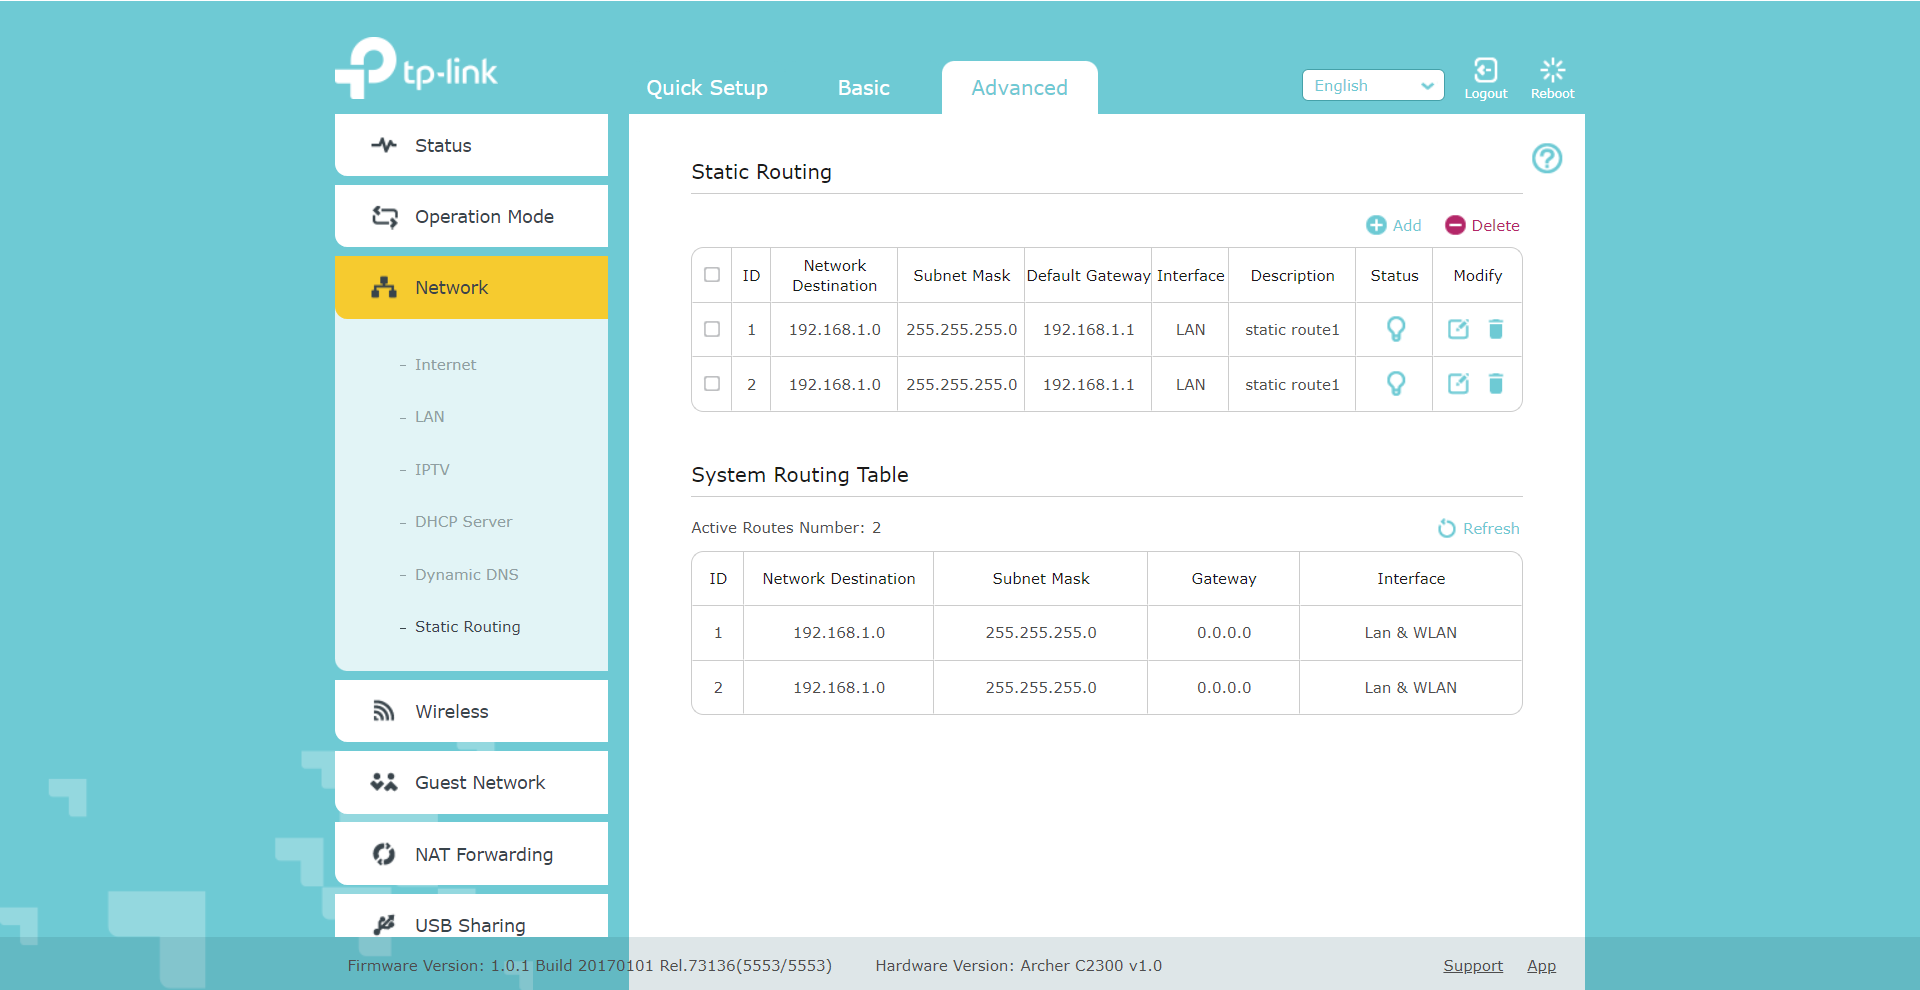 tp-link
Quick Setup
Basic
Advanced
English
Logout
Reboot
Status
Operation Mode
Network
– Internet
– LAN
– IPTV
– DHCP Server
– Dynamic DNS
– Static Routing
Wireless
Guest Network
NAT Forwarding
USB Sharing
Static Routing
Add Delete
ID Network Destination Subnet Mask Default Gateway Interface Description Status Modify
1 192.168.1.0 255.255.255.0 192.168.1.1 LAN static route1
2 192.168.1.0 255.255.255.0 192.168.1.1 LAN static route1
System Routing Table
Active Routes Number: 2 Refresh
ID Network Destination Subnet Mask Gateway Interface
1 192.168.1.0 255.255.255.0 0.0.0.0 Lan & WLAN
2 192.168.1.0 255.255.255.0 0.0.0.0 Lan & WLAN
Firmware Version: 1.0.1 Build 20170101 Rel.73136(5553/5553) Hardware Version: Archer C2300 v1.0 Support App